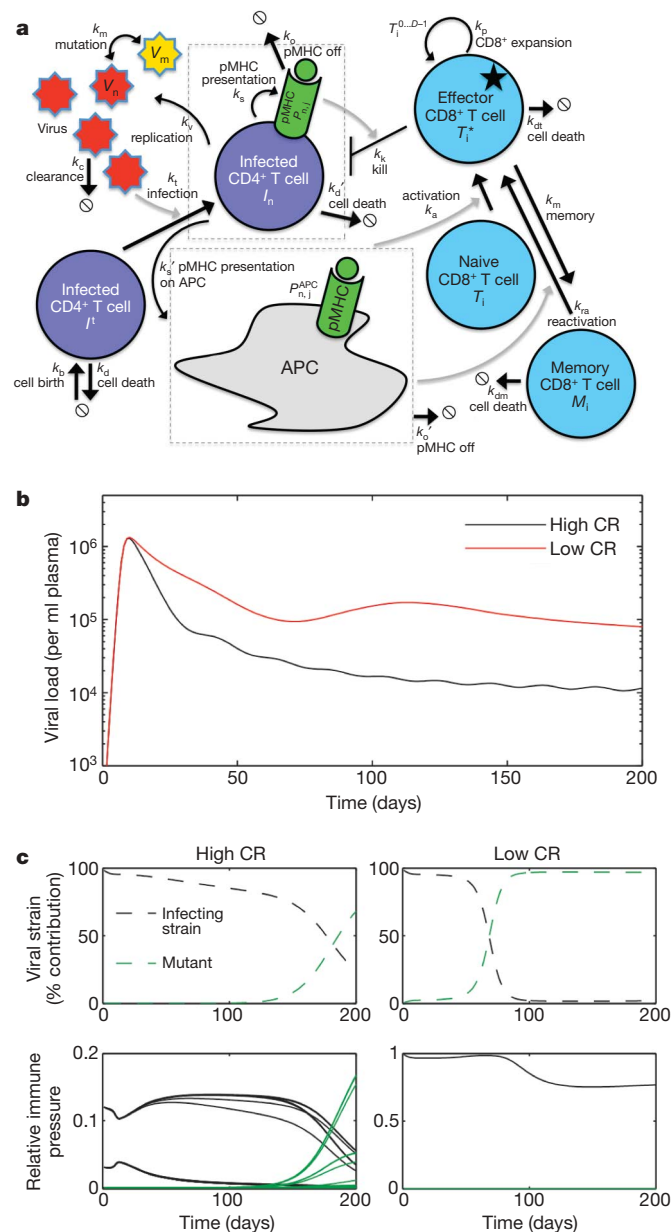 a
k_m
mutation
V_m
V_n
Virus
k_c
clearance
k_v
replication
k_t
infection
pMHC
presentation
k_s
k_o
pMHC off
pMHC
P_n,j
Infected
CD4+ T cell
I_n
k_d'
cell death
k_k
kill
T_i^0...D–1
k_p
CD8+ expansion
Effector
CD8+ T cell
T_i*
k_dt
cell death
activation
k_a
k_m
memory
Naive
CD8+ T cell
T_i
k_ra
reactivation
Memory
CD8+ T cell
M_i
k_dm
cell death
k_s' pMHC presentation
on APC
Infected
CD4+ T cell
I^t
k_b
cell birth
k_d
cell death
P_n,j^APC
pMHC
APC
k_o'
pMHC off
b
Viral load (per ml plasma)
10^6
10^5
10^4
10^3
High CR
Low CR
0 50 100 150 200
Time (days)
c
High CR
Low CR
Viral strain
(% contribution)
100
50
0
Infecting
strain
Mutant
0 100 200
100
50
0
0 100 200
Relative immune
pressure
0.2
0.1
0
0 100 200
Time (days)
1
0.5
0
0 100 200
Time (days)